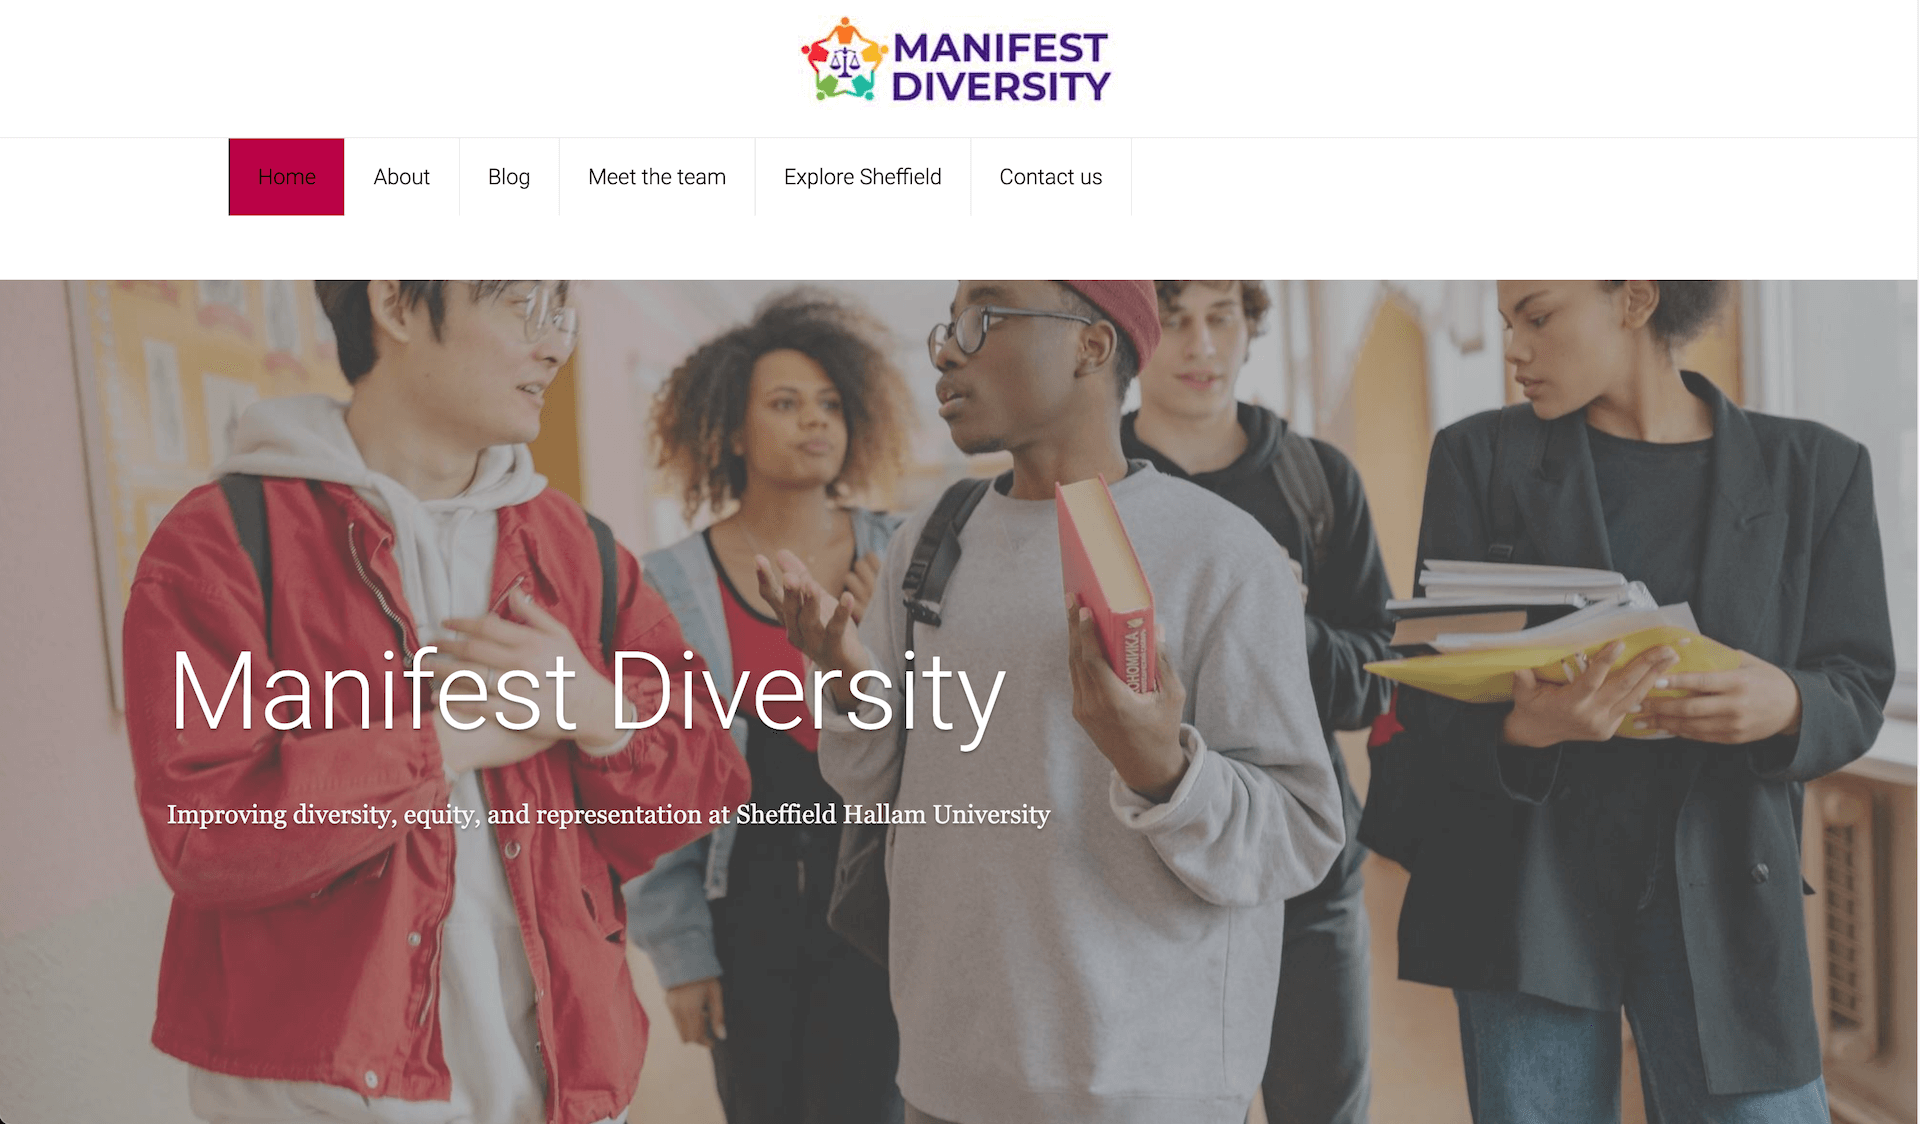 MANIFEST
DIVERSITY
Home
About
Blog
Meet the team
Explore Sheffield
Contact us
Manifest Diversity
Improving diversity, equity, and representation at Sheffield Hallam University